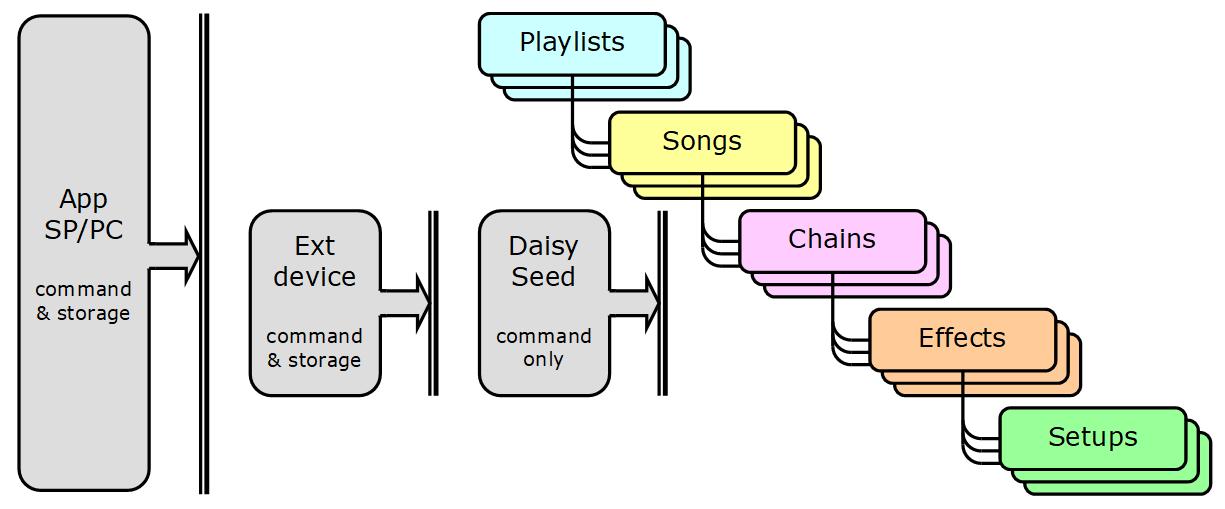 App
SP/PC
command
& storage
Ext
device
command
& storage
Daisy
Seed
command
only
Playlists
Songs
Chains
Effects
Setups